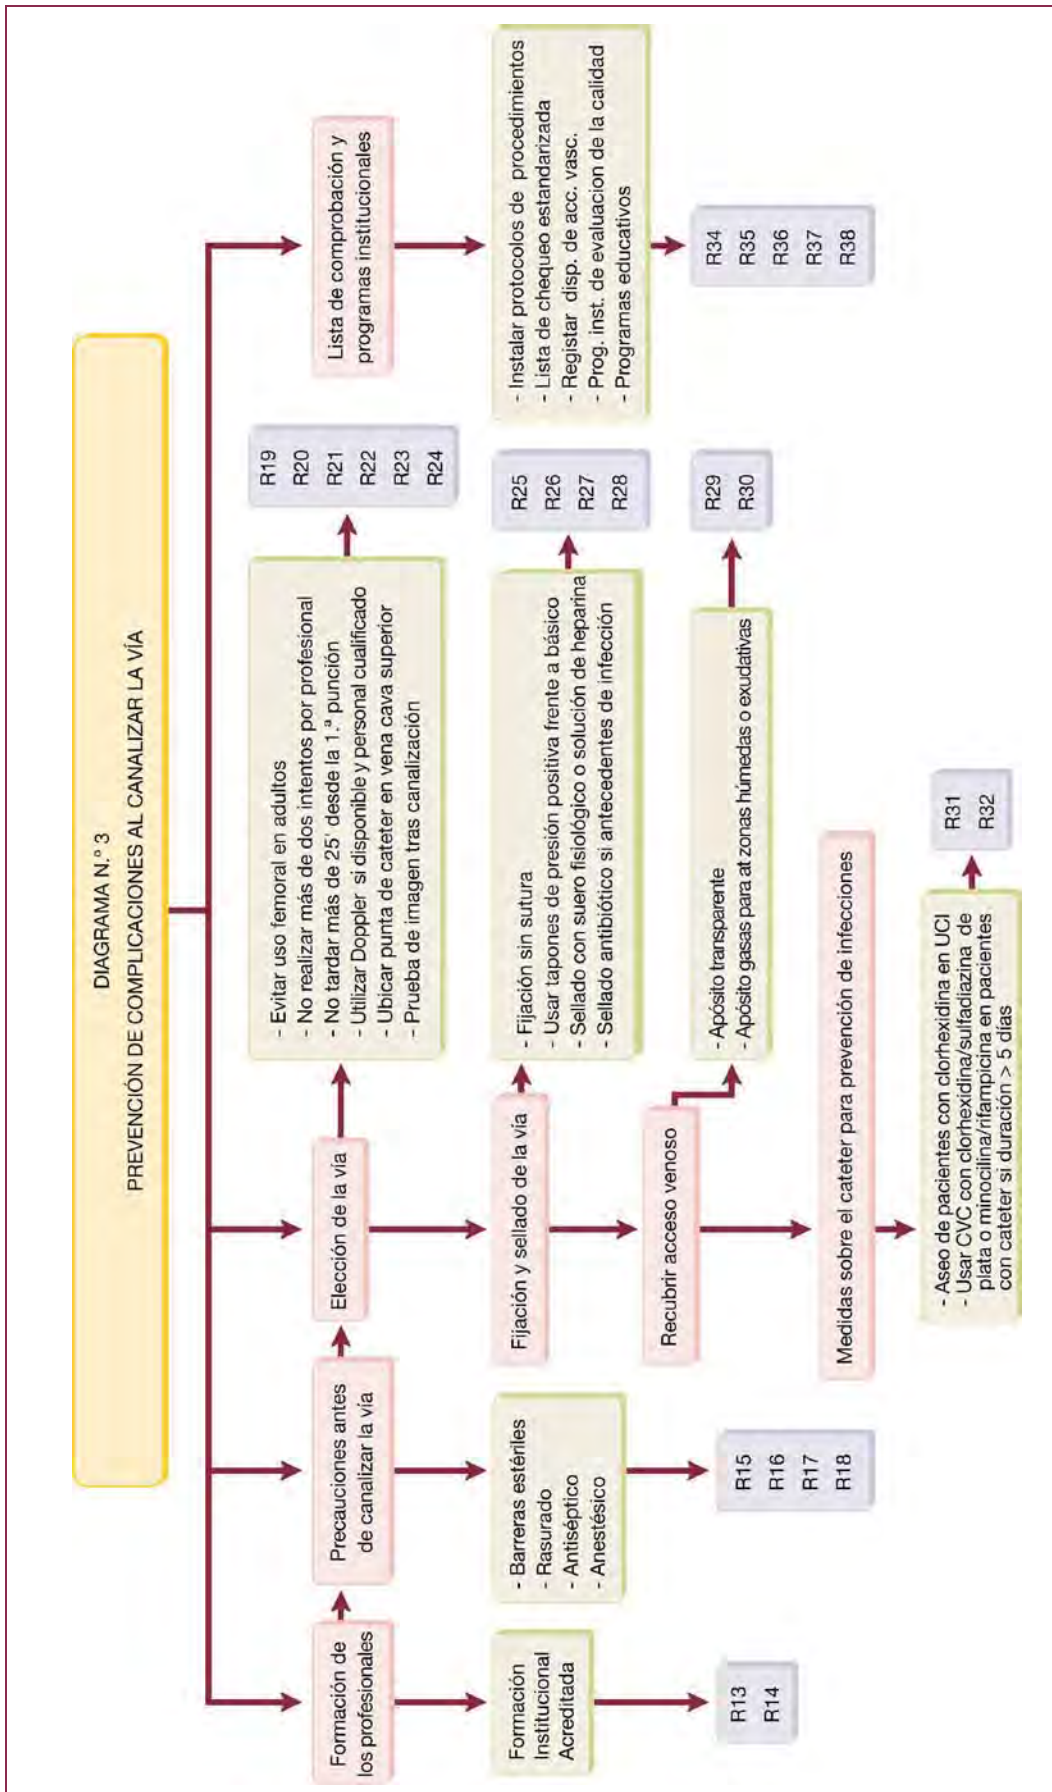 DIAGRAMA N.º 3
PREVENCIÓN DE COMPLICACIONES AL CANALIZAR LA VÍA
Formación de
los profesionales
Formación
Institucional
Acreditada
R13
R14
Precauciones antes
de canalizar la vía
- Barreras estériles
- Rasurado
- Antiséptico
- Anestésico
R15
R16
R17
R18
Elección de la vía
- Evitar uso femoral en adultos
- No realizar más de dos intentos por profesional
- No tardar más de 25' desde la 1.ª punción
- Utilizar Doppler si disponible y personal cualificado
- Ubicar punta de cateter en vena cava superior
- Prueba de imagen tras canalización
R19
R20
R21
R22
R23
R24
Fijación y sellado de la vía
- Fijación sin sutura
- Usar tapones de presión positiva frente a básico
- Sellado con suero fisiológico o solución de heparina
- Sellado antibiótico si antecedentes de infección
R25
R26
R27
R28
Recubrir acceso venoso
- Apósito transparente
- Apósito gasas para at zonas húmedas o exudativas
R29
R30
Medidas sobre el cateter para prevención de infecciones
- Aseo de pacientes con clorhexidina en UCI
- Usar CVC con clorhexidina/sulfadiazina de
plata o minocilina/rifampicina en pacientes
con cateter si duración > 5 días
R31
R32
Lista de comprobación y
programas institucionales
- Instalar protocolos de procedimientos
- Lista de chequeo estandarizada
- Registar disp. de acc. vasc.
- Prog. inst. de evaluacion de la calidad
- Programas educativos
R34
R35
R36
R37
R38